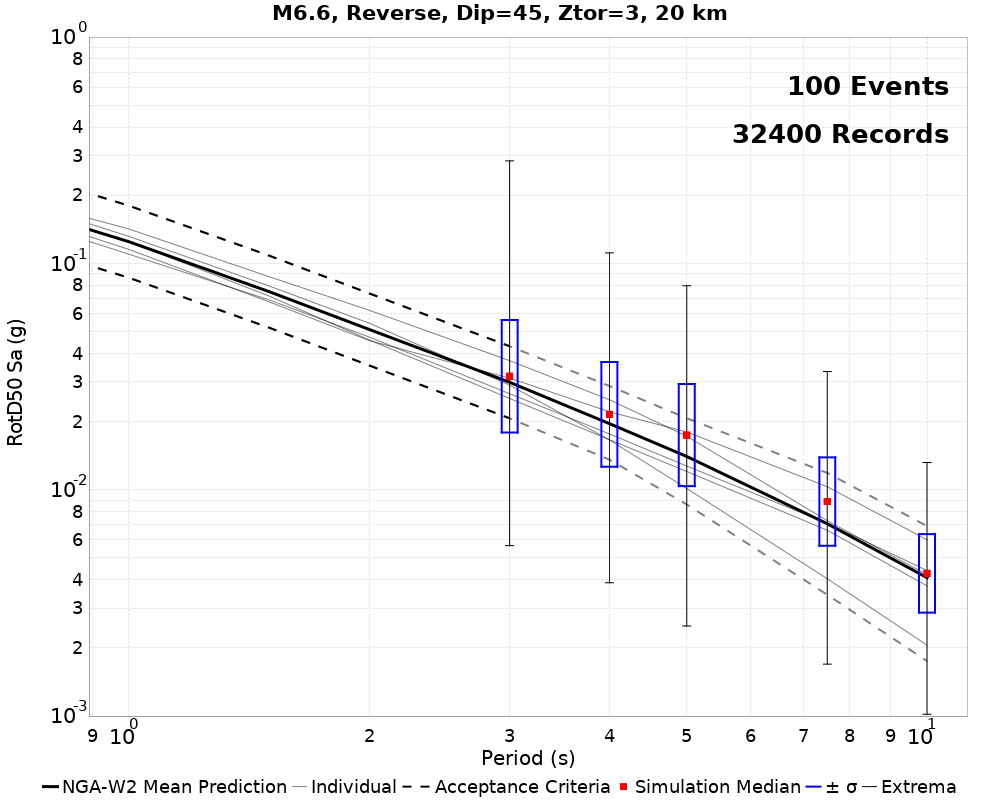 M6.6, Reverse, Dip=45, Ztor=3, 20 km
100 Events
32400 Records
RotD50 Sa (g)
10^0
8
6
4
3
2
10^-1
8
6
4
3
2
10^-2
8
6
4
3
2
10^-3
9 10^0 2 3 4 5 6 7 8 9 10^1
Period (s)
NGA-W2 Mean Prediction Individual Acceptance Criteria Simulation Median ± σ Extrema